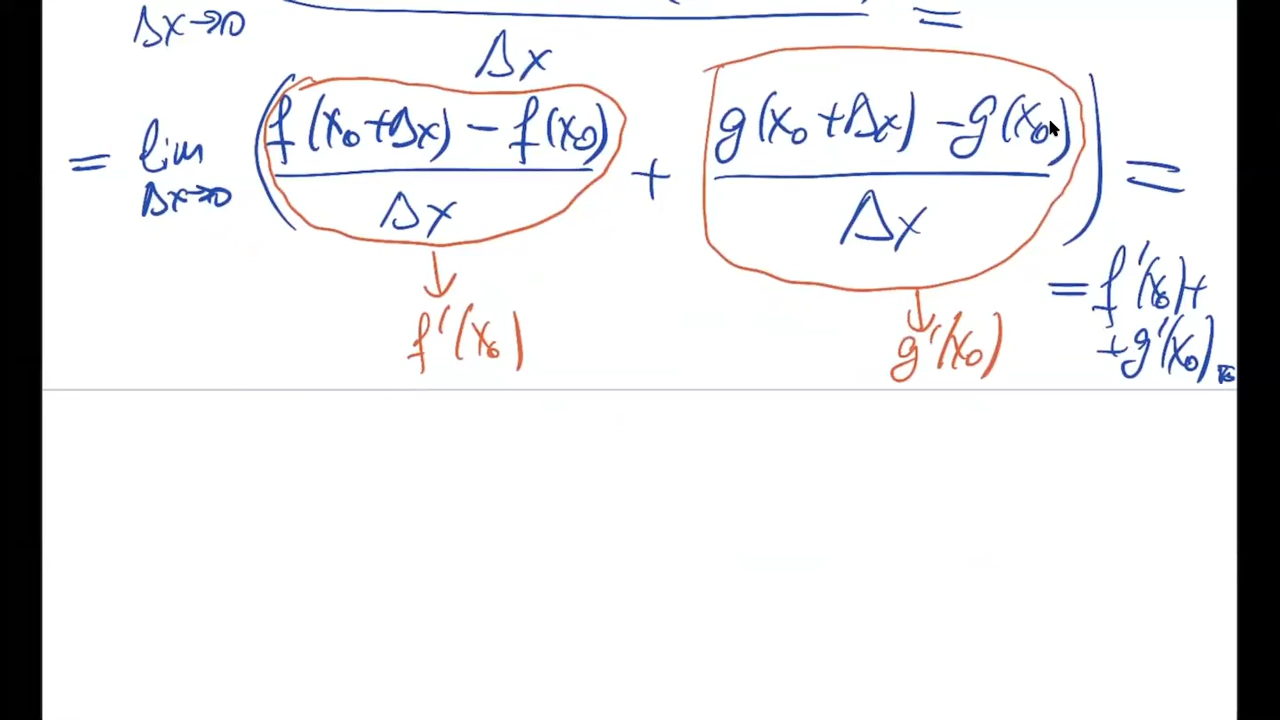 Δx→0 =
Δx
= lim Δx→0 ( f(x₀+Δx) − f(x₀) / Δx + g(x₀+Δx) − g(x₀) / Δx ) =
f'(x₀) g'(x₀)
= f'(x₀)+
+g'(x₀)